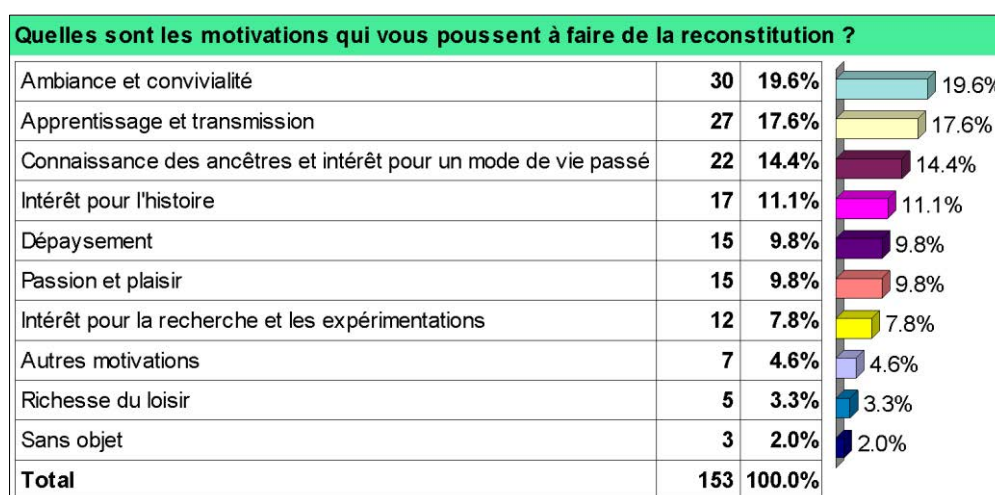 Quelles sont les motivations qui vous poussent à faire de la reconstitution ?
Ambiance et convivialité 30 19.6% 19.6%
Apprentissage et transmission 27 17.6% 17.6%
Connaissance des ancêtres et intérêt pour un mode de vie passé 22 14.4% 14.4%
Intérêt pour l'histoire 17 11.1% 11.1%
Dépaysement 15 9.8% 9.8%
Passion et plaisir 15 9.8% 9.8%
Intérêt pour la recherche et les expérimentations 12 7.8% 7.8%
Autres motivations 7 4.6% 4.6%
Richesse du loisir 5 3.3% 3.3%
Sans objet 3 2.0% 2.0%
Total 153 100.0%